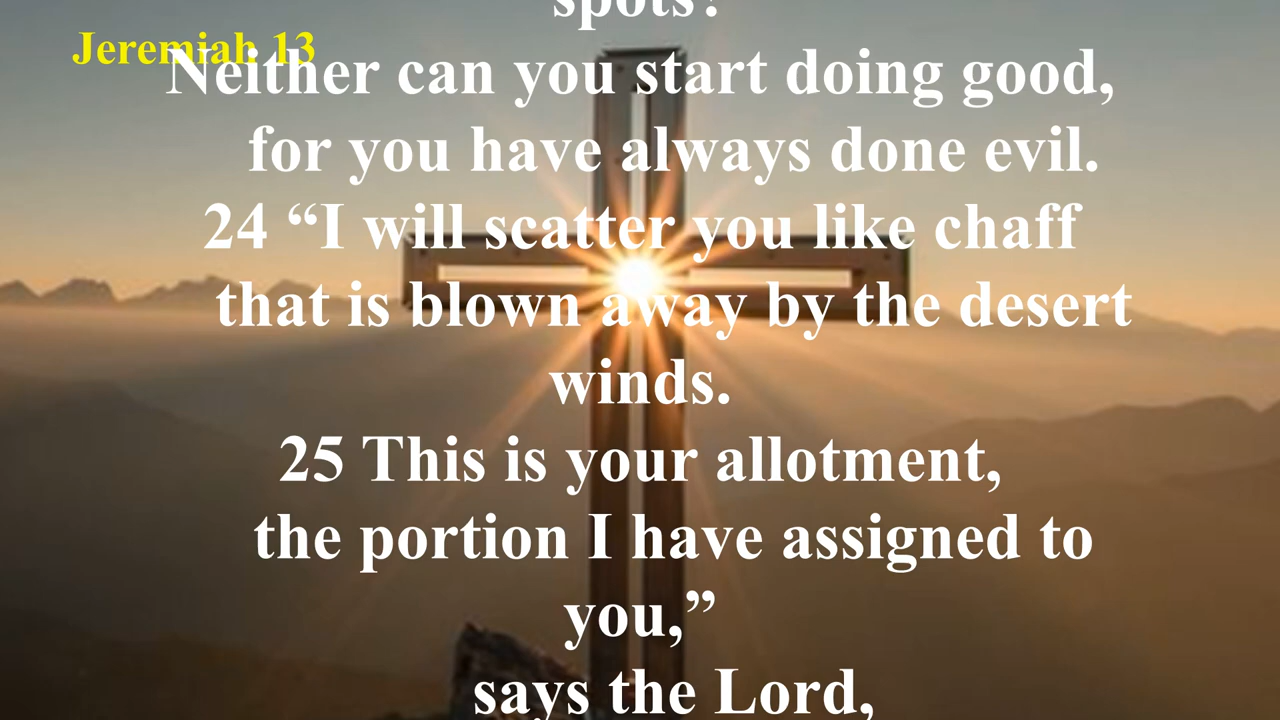 spots?
Jeremiah 13
Neither can you start doing good,
for you have always done evil.
24 “I will scatter you like chaff
that is blown away by the desert
winds.
25 This is your allotment,
the portion I have assigned to
you,”
says the Lord,